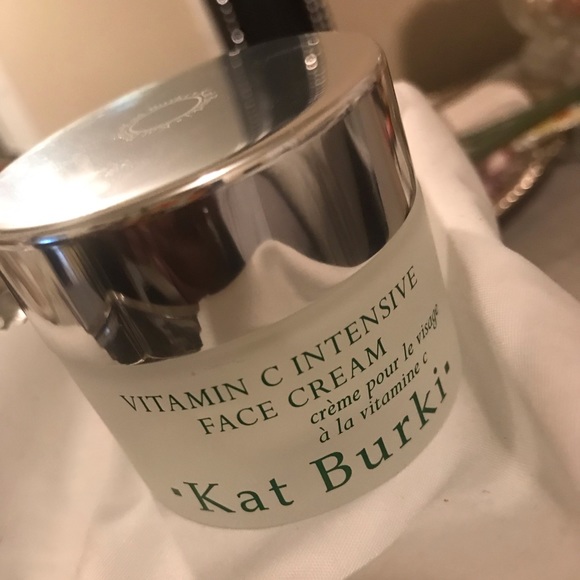 VITAMIN C INTENSIVE
FACE CREAM
crème pour le visage
à la vitamine c
·Kat Burki·